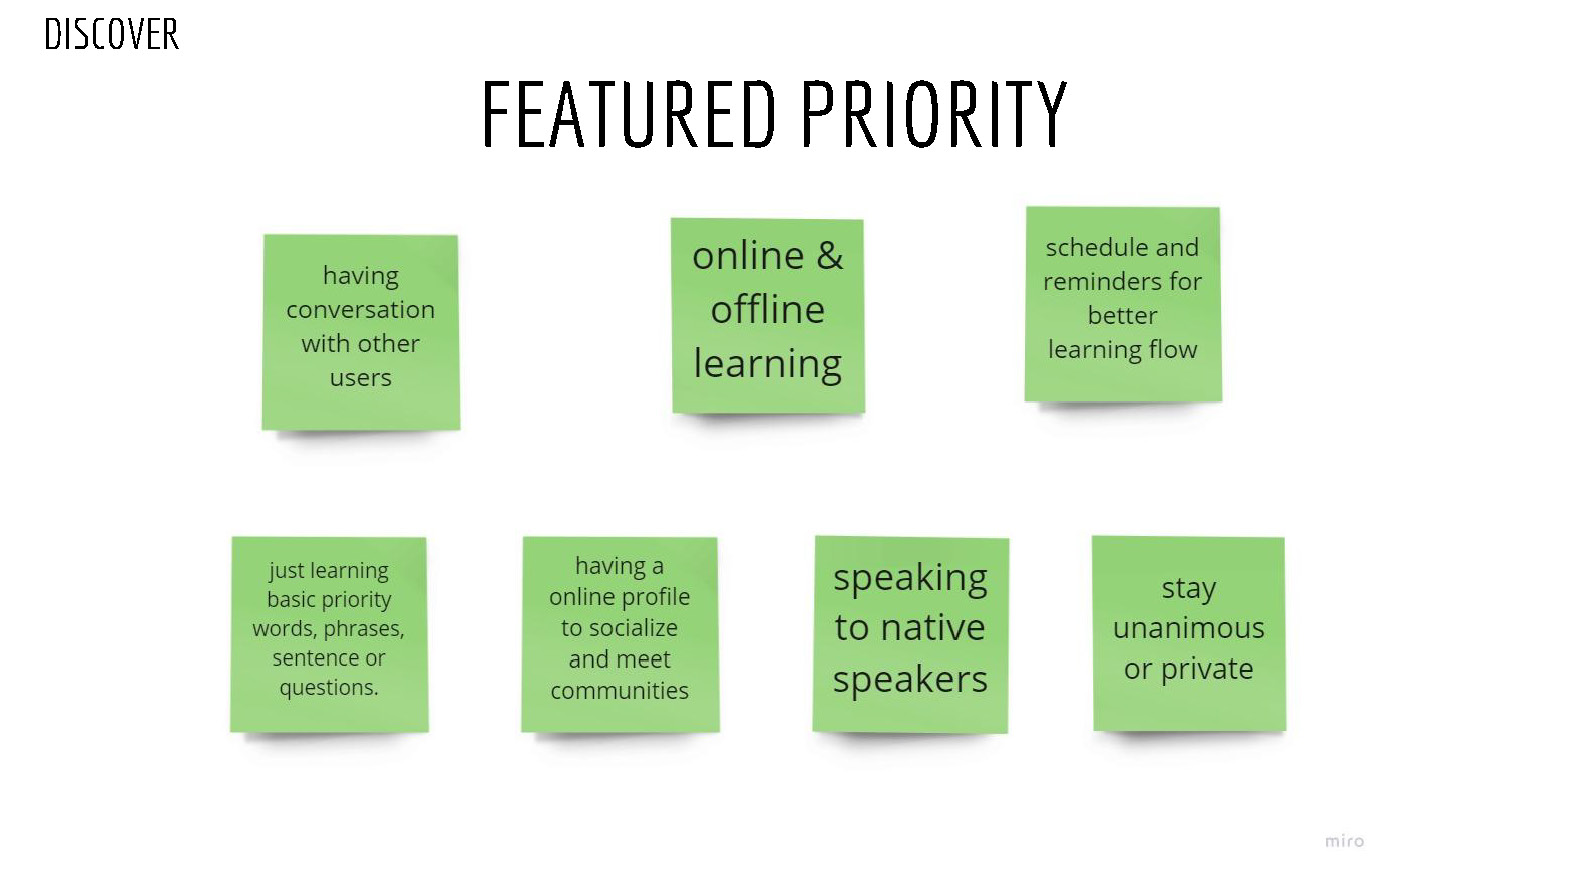 DISCOVER
FEATURED PRIORITY
having
conversation
with other
users
online &
offline
learning
schedule and
reminders for
better
learning flow
just learning
basic priority
words, phrases,
sentence or
questions.
having a
online profile
to socialize
and meet
communities
speaking
to native
speakers
stay
unanimous
or private
miro